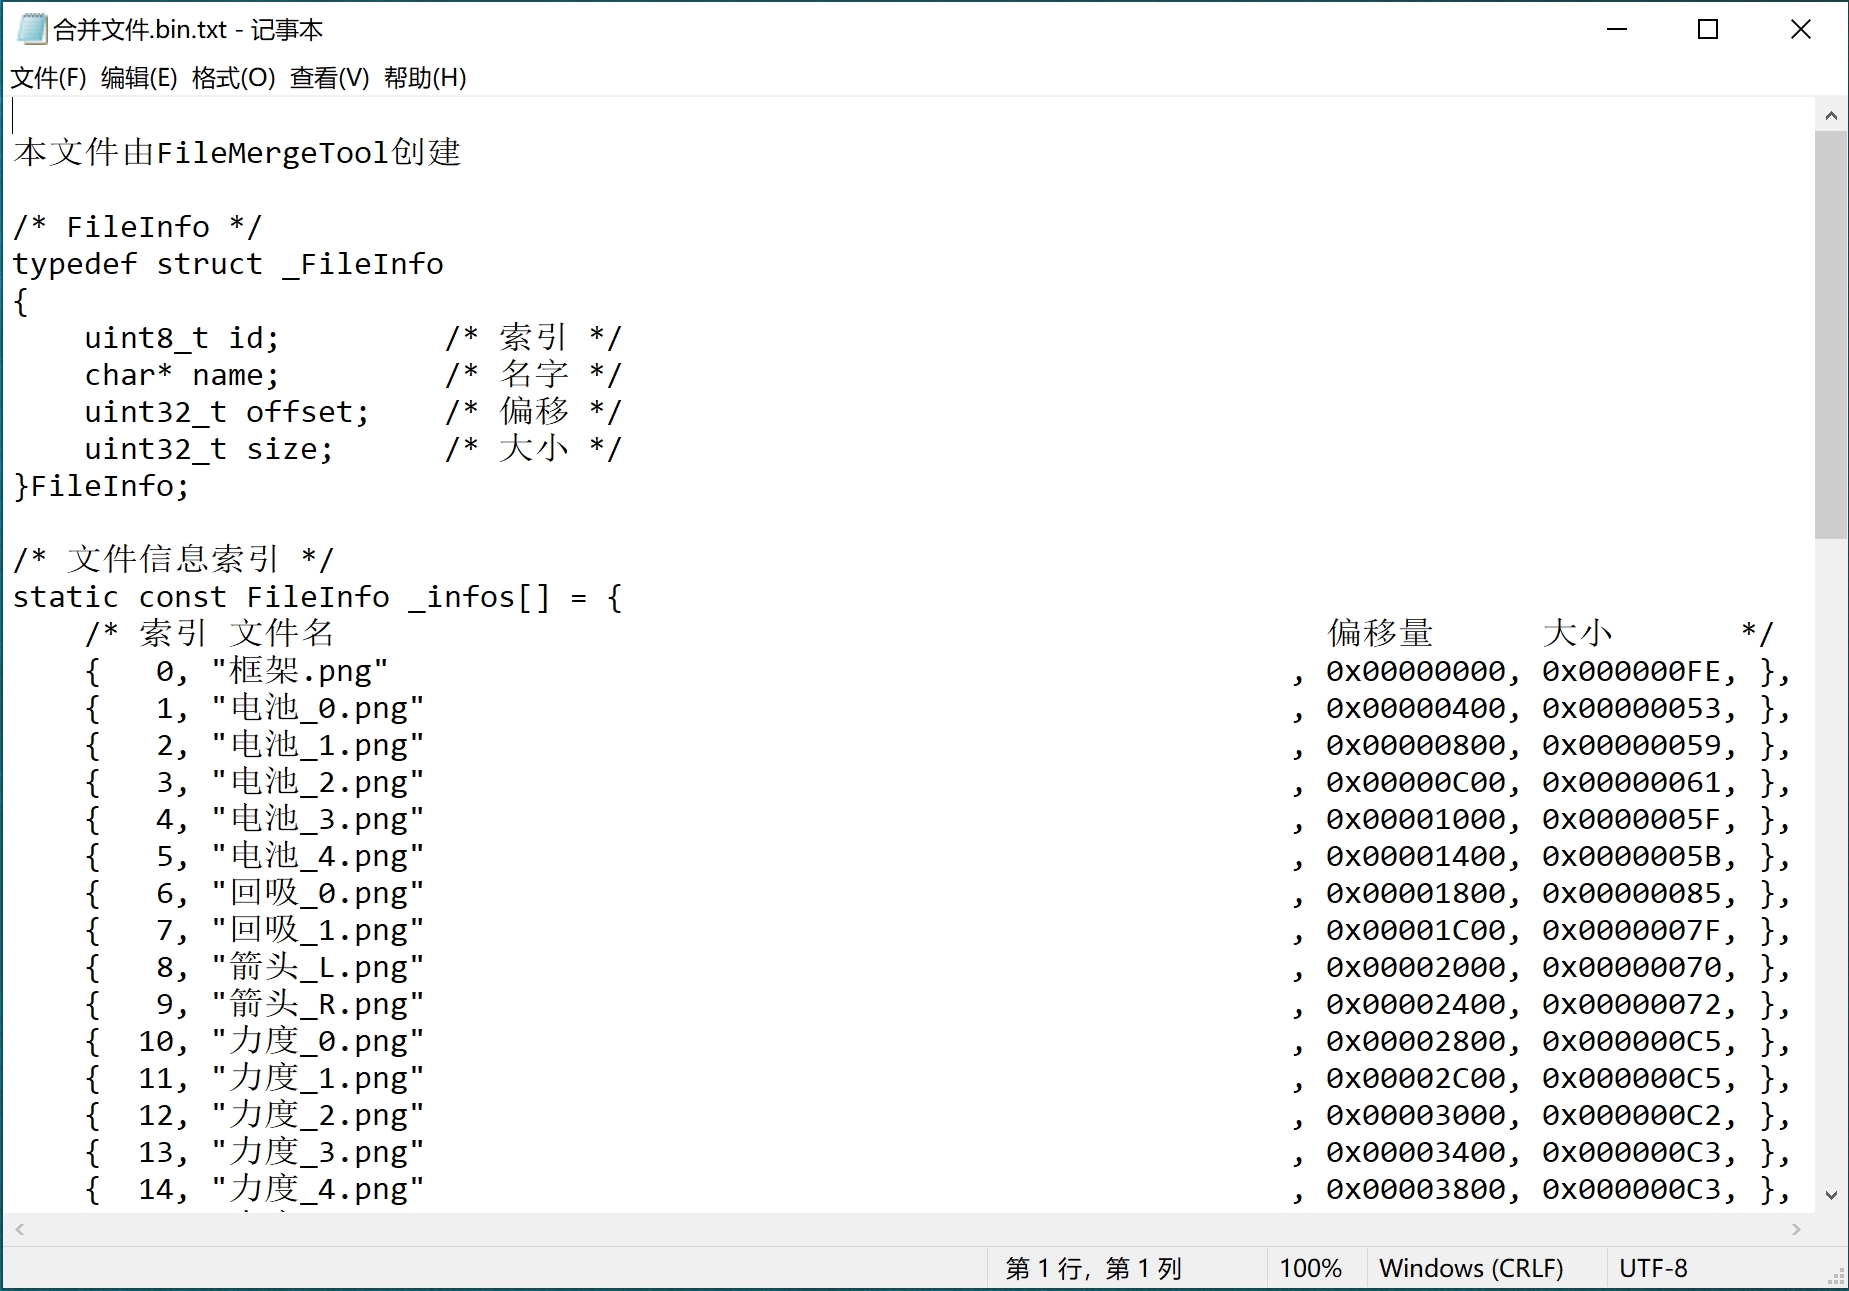 合并文件.bin.txt - 记事本
文件(F) 编辑(E) 格式(O) 查看(V) 帮助(H)
本文件由FileMergeTool创建
/* FileInfo */
typedef struct _FileInfo
{
    uint8_t id;         /* 索引 */
    char* name;         /* 名字 */
    uint32_t offset;    /* 偏移 */
    uint32_t size;      /* 大小 */
}FileInfo;
/* 文件信息索引 */
static const FileInfo _infos[] = {
    /* 索引 文件名                                                       偏移量      大小       */
    {   0, "框架.png"                                                  , 0x00000000, 0x000000FE, },
    {   1, "电池_0.png"                                                , 0x00000400, 0x00000053, },
    {   2, "电池_1.png"                                                , 0x00000800, 0x00000059, },
    {   3, "电池_2.png"                                                , 0x00000C00, 0x00000061, },
    {   4, "电池_3.png"                                                , 0x00001000, 0x0000005F, },
    {   5, "电池_4.png"                                                , 0x00001400, 0x0000005B, },
    {   6, "回吸_0.png"                                                , 0x00001800, 0x00000085, },
    {   7, "回吸_1.png"                                                , 0x00001C00, 0x0000007F, },
    {   8, "箭头_L.png"                                                , 0x00002000, 0x00000070, },
    {   9, "箭头_R.png"                                                , 0x00002400, 0x00000072, },
    {  10, "力度_0.png"                                                , 0x00002800, 0x000000C5, },
    {  11, "力度_1.png"                                                , 0x00002C00, 0x000000C5, },
    {  12, "力度_2.png"                                                , 0x00003000, 0x000000C2, },
    {  13, "力度_3.png"                                                , 0x00003400, 0x000000C3, },
    {  14, "力度_4.png"                                                , 0x00003800, 0x000000C3, },
第 1 行，第 1 列 100% Windows (CRLF) UTF-8